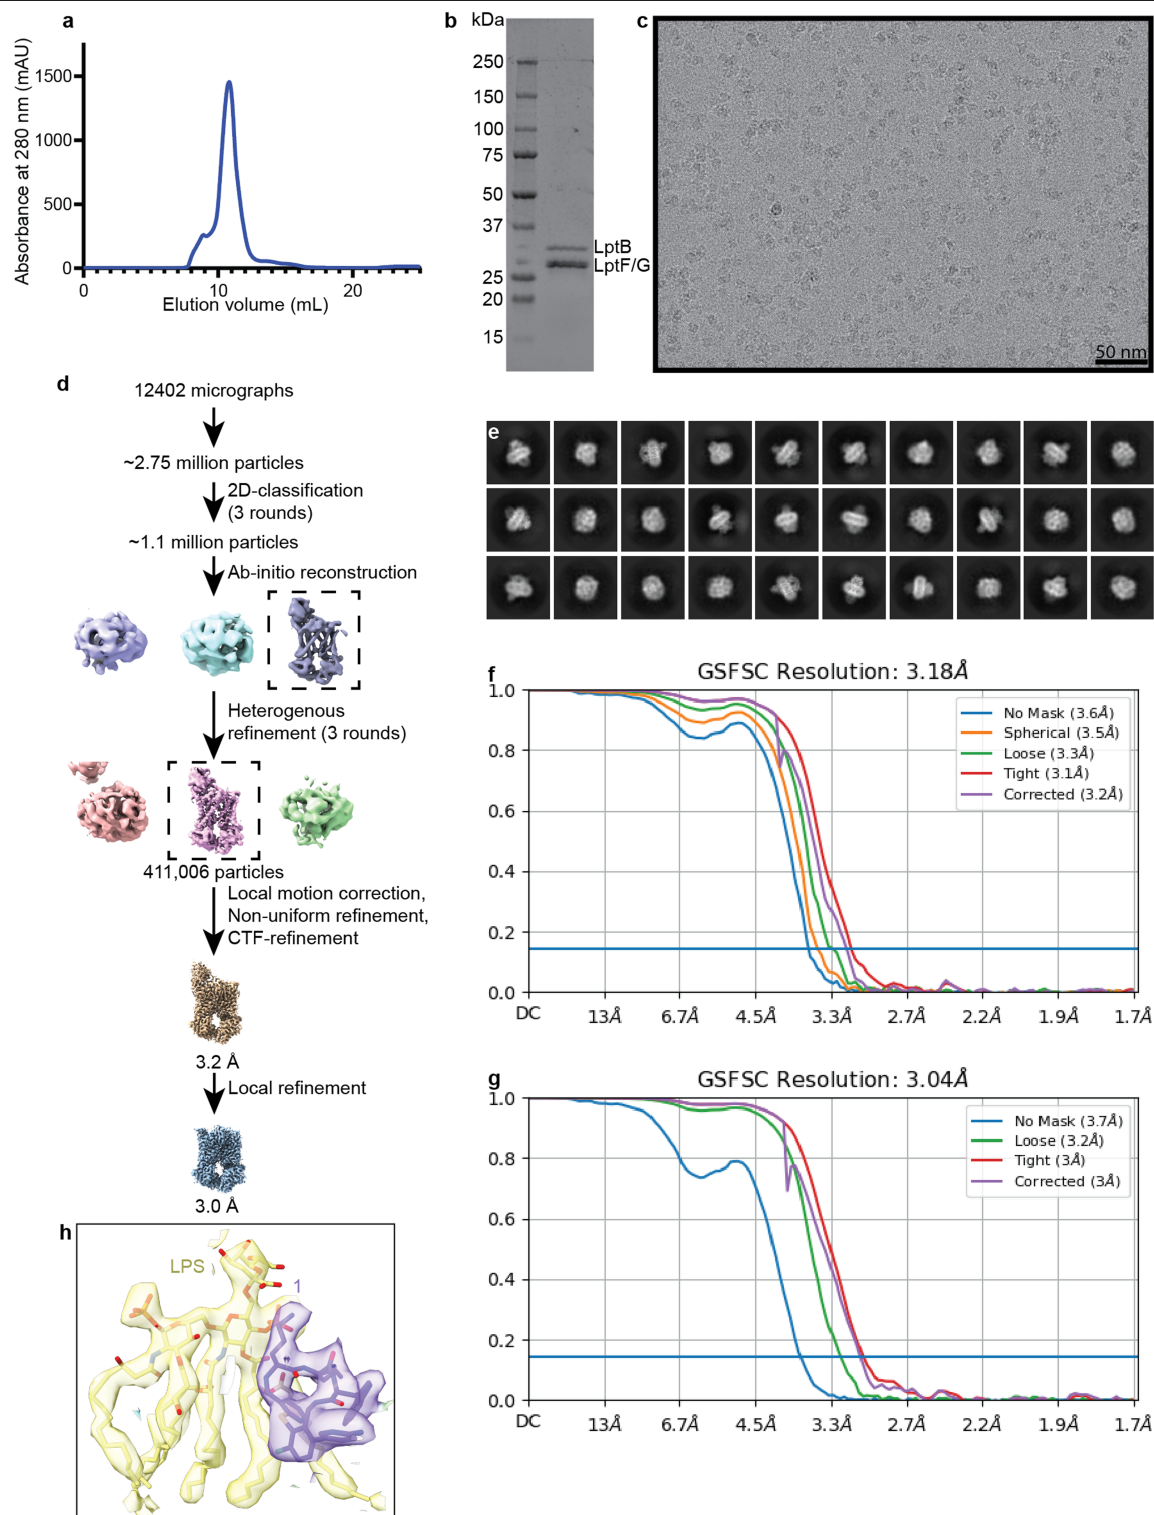 a
Absorbance at 280 nm (mAU)
1500
1000
500
0
0
10
20
Elution volume (mL)
b
kDa
250
150
100
75
50
37
25
20
15
LptB
LptF/G
c
50 nm
d
12402 micrographs
~2.75 million particles
2D-classification
(3 rounds)
~1.1 million particles
Ab-initio reconstruction
Heterogenous
refinement (3 rounds)
411,006 particles
Local motion correction,
Non-uniform refinement,
CTF-refinement
3.2 Å
Local refinement
3.0 Å
e
f
GSFSC Resolution: 3.18Å
1.0
0.8
0.6
0.4
0.2
0.0
No Mask (3.6Å)
Spherical (3.5Å)
Loose (3.3Å)
Tight (3.1Å)
Corrected (3.2Å)
DC
13Å
6.7Å
4.5Å
3.3Å
2.7Å
2.2Å
1.9Å
1.7Å
g
GSFSC Resolution: 3.04Å
1.0
0.8
0.6
0.4
0.2
0.0
No Mask (3.7Å)
Loose (3.2Å)
Tight (3Å)
Corrected (3Å)
DC
13Å
6.7Å
4.5Å
3.3Å
2.7Å
2.2Å
1.9Å
1.7Å
h
LPS
1